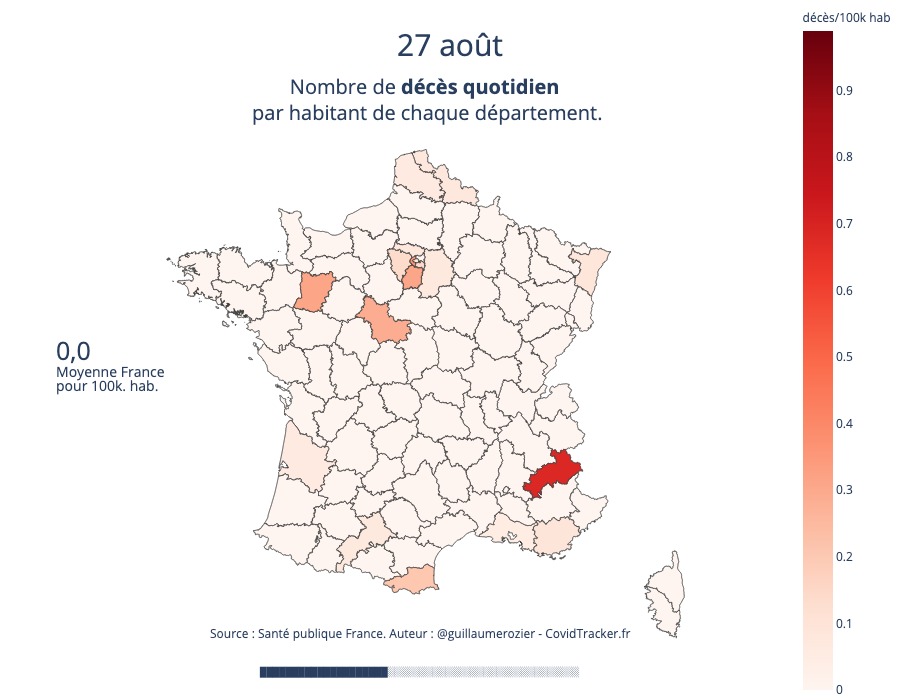 décès/100k hab
27 août
Nombre de décès quotidien
par habitant de chaque département.
0.9
0.8
0.7
0.6
0.5
0.4
0.3
0.2
0.1
0
0,0
Moyenne France
pour 100k. hab.
Source : Santé publique France. Auteur : @guillaumerozier - CovidTracker.fr